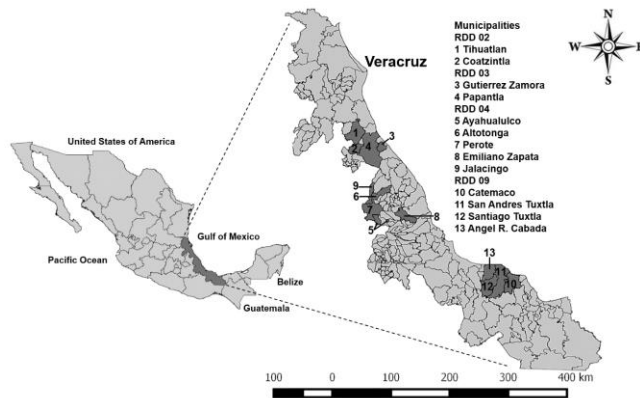 Veracruz
Municipalities
RDD 02
1 Tihuatlan
2 Coatzintla
RDD 03
3 Gutierrez Zamora
4 Papantla
RDD 04
5 Ayahualulco
6 Altotonga
7 Perote
8 Emiliano Zapata
9 Jalacingo
RDD 09
10 Catemaco
11 San Andres Tuxtla
12 Santiago Tuxtla
13 Angel R. Cabada
N
W
E
S
1
3
2
4
9
6
7
8
5
13
11
12
10
United States of America
Gulf of Mexico
Pacific Ocean
Belize
Guatemala
100 0 100 200 300 400 km